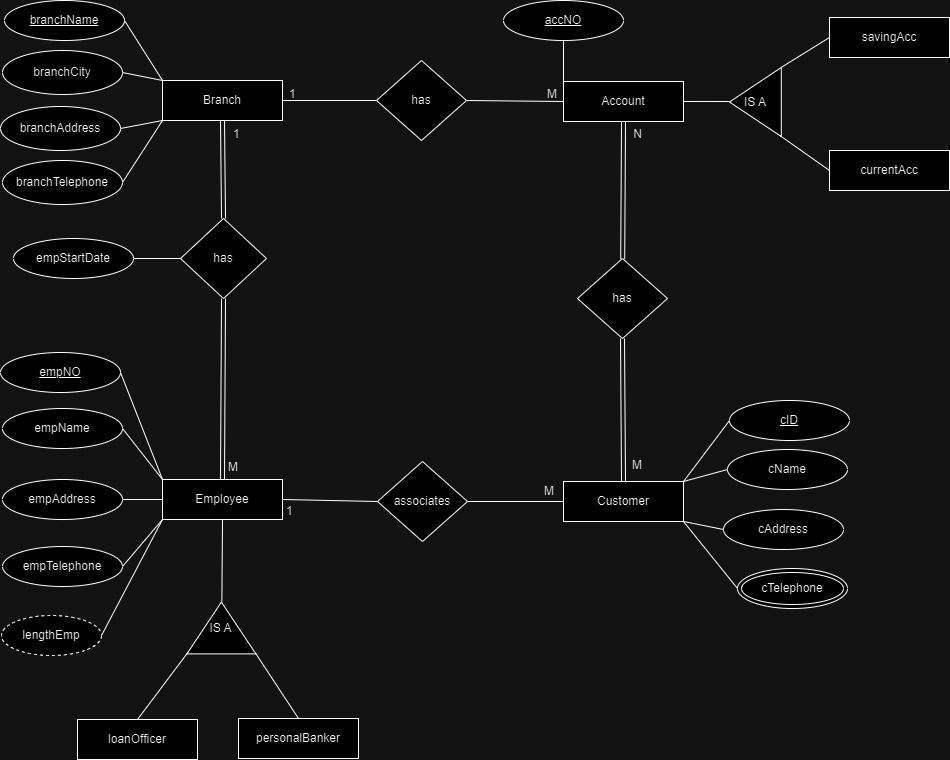 branchName
accNO
savingAcc
branchCity
Branch
1
has
M
Account
IS A
branchAddress
1
N
currentAcc
branchTelephone
empStartDate
has
has
empNO
empName
cID
M
M
cName
empAddress
Employee
1
associates
M
Customer
cAddress
empTelephone
cTelephone
lengthEmp
IS A
loanOfficer
personalBanker